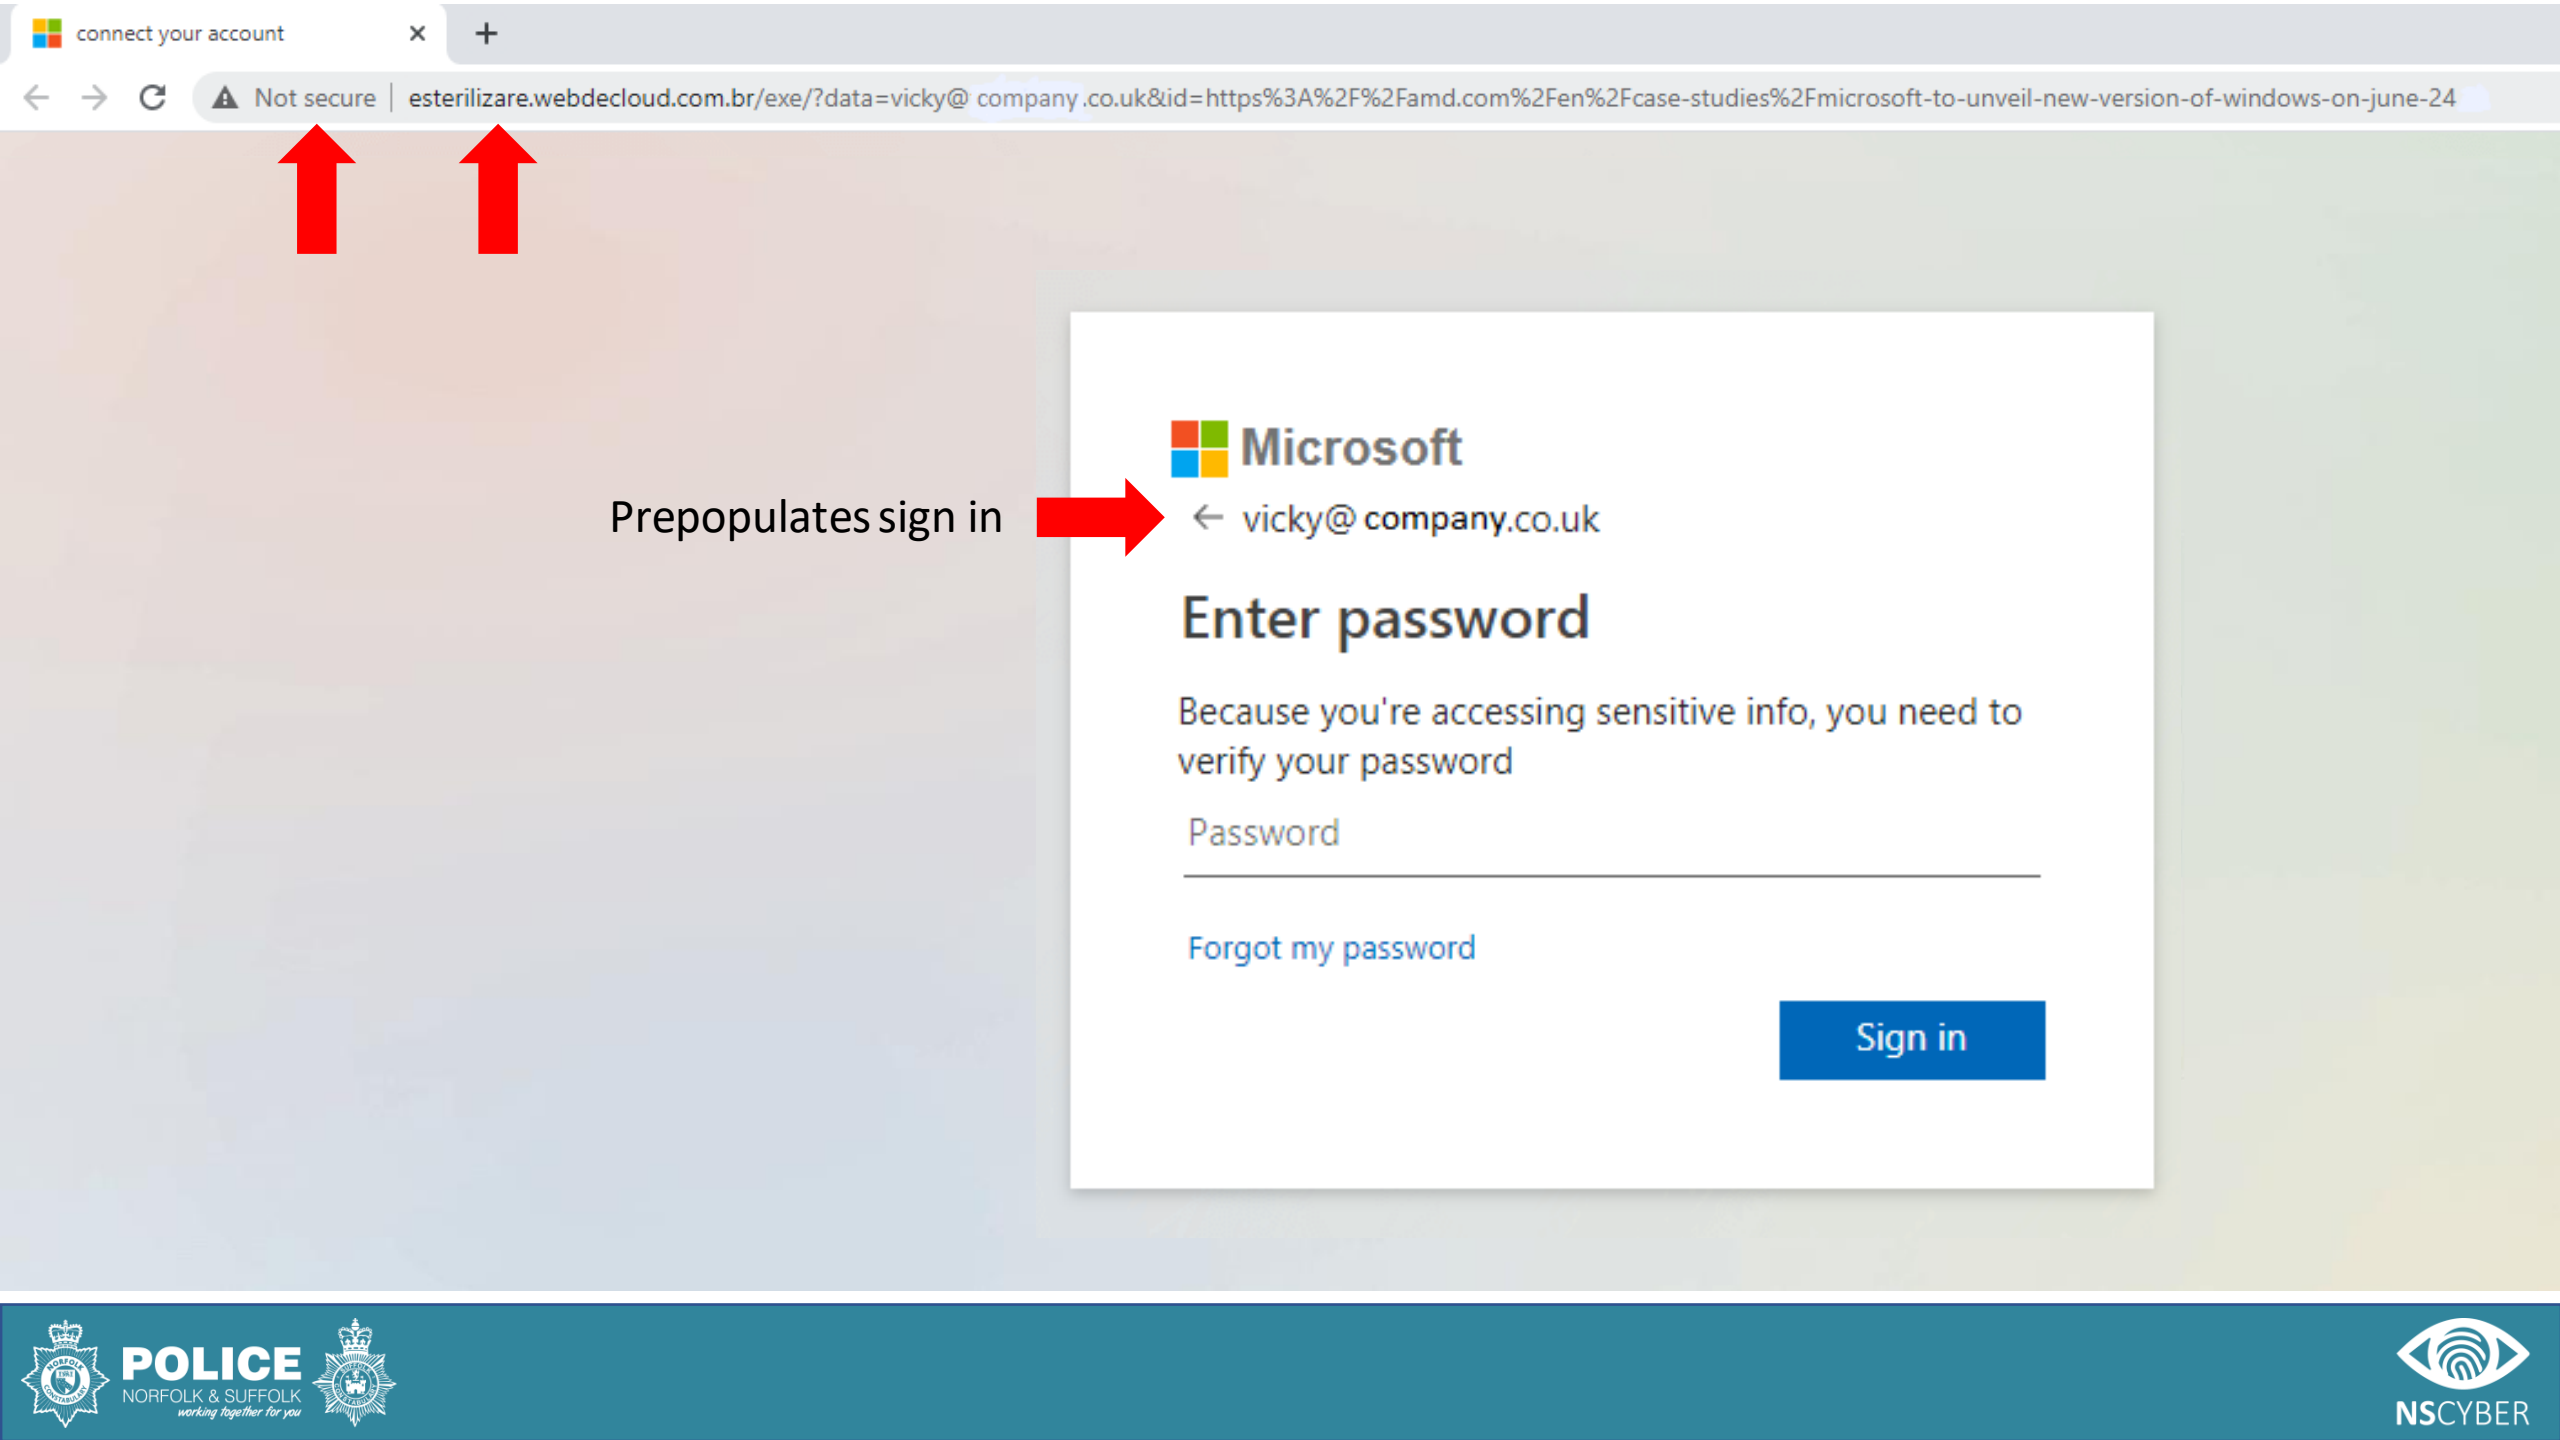 connect your account
Not secure | esterilizare.webdecloud.com.br/exe/?data=vicky@ company.co.uk&id=https%3A%2F%2Famd.com%2Fen%2Fcase-studies%2Fmicrosoft-to-unveil-new-version-of-windows-on-june-24
Microsoft
Prepopulates sign in
vicky@ company.co.uk
Enter password
Because you're accessing sensitive info, you need to
verify your password
Password
Forgot my password
Sign in
POLICE
NORFOLK & SUFFOLK
working together for you
NSCYBER